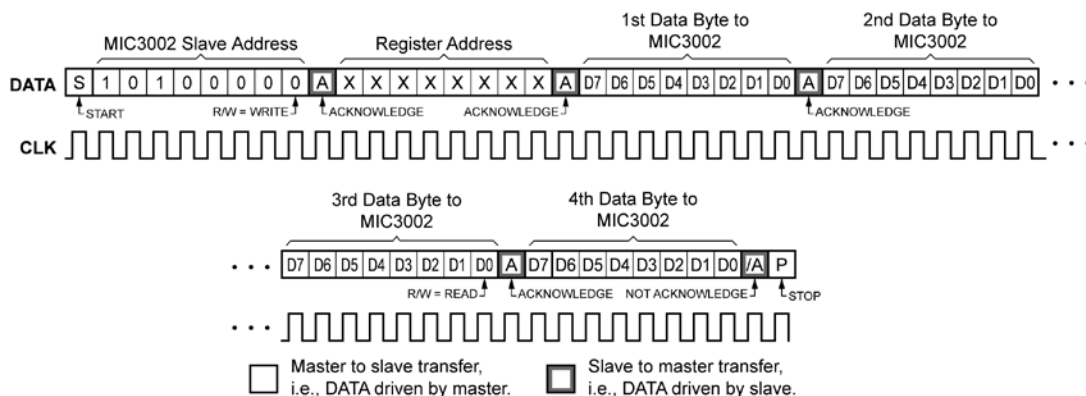 1st Data Byte to
MIC3002
2nd Data Byte to
MIC3002
MIC3002 Slave Address
Register Address
DATA S 1 0 1 0 0 0 0 0 A X X X X X X X X A D7 D6 D5 D4 D3 D2 D1 D0 A D7 D6 D5 D4 D3 D2 D1 D0 • • •
START R/W = WRITE ACKNOWLEDGE ACKNOWLEDGE ACKNOWLEDGE
CLK • • •
3rd Data Byte to
MIC3002
4th Data Byte to
MIC3002
• • • D7 D6 D5 D4 D3 D2 D1 D0 A D7 D6 D5 D4 D3 D2 D1 D0 /A P
R/W = READ ACKNOWLEDGE NOT ACKNOWLEDGE STOP
• • •
Master to slave transfer,
i.e., DATA driven by master.
Slave to master transfer,
i.e., DATA driven by slave.